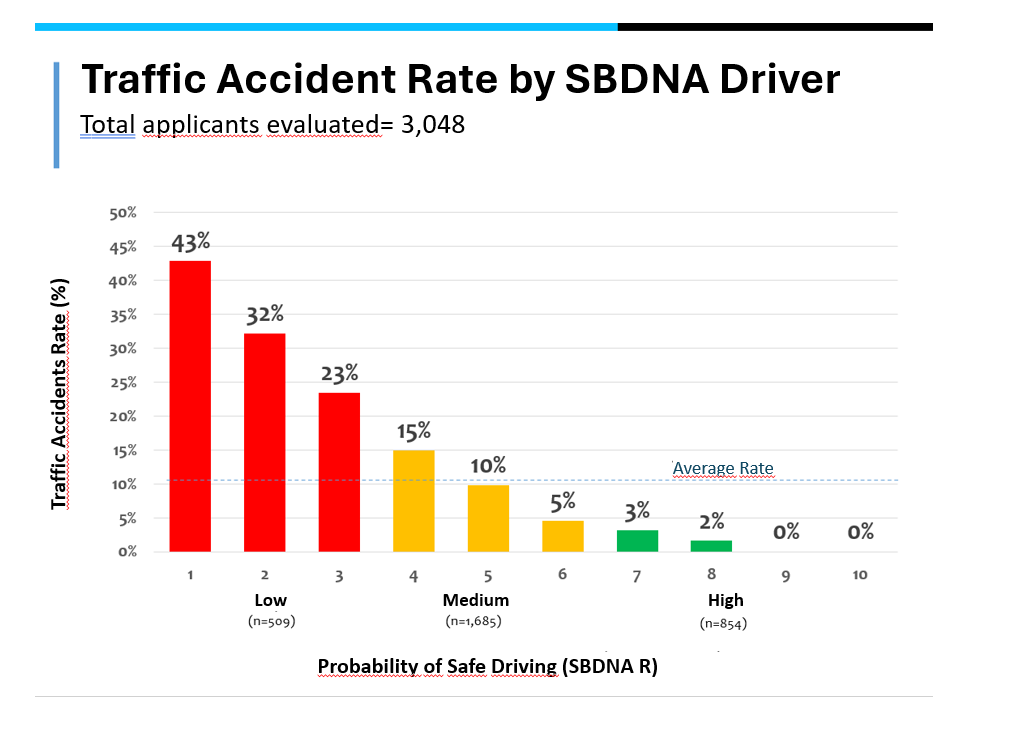 Traffic Accident Rate by SBDNA Driver
Total applicants evaluated= 3,048
Traffic Accidents Rate (%)
50%
45%
40%
35%
30%
25%
20%
15%
10%
5%
0%
43%
32%
23%
15%
10%
5%
3%
2%
0%
0%
Average Rate
1 2 3 4 5 6 7 8 9 10
Low Medium High
(n=509) (n=1,685) (n=854)
Probability of Safe Driving (SBDNA R)